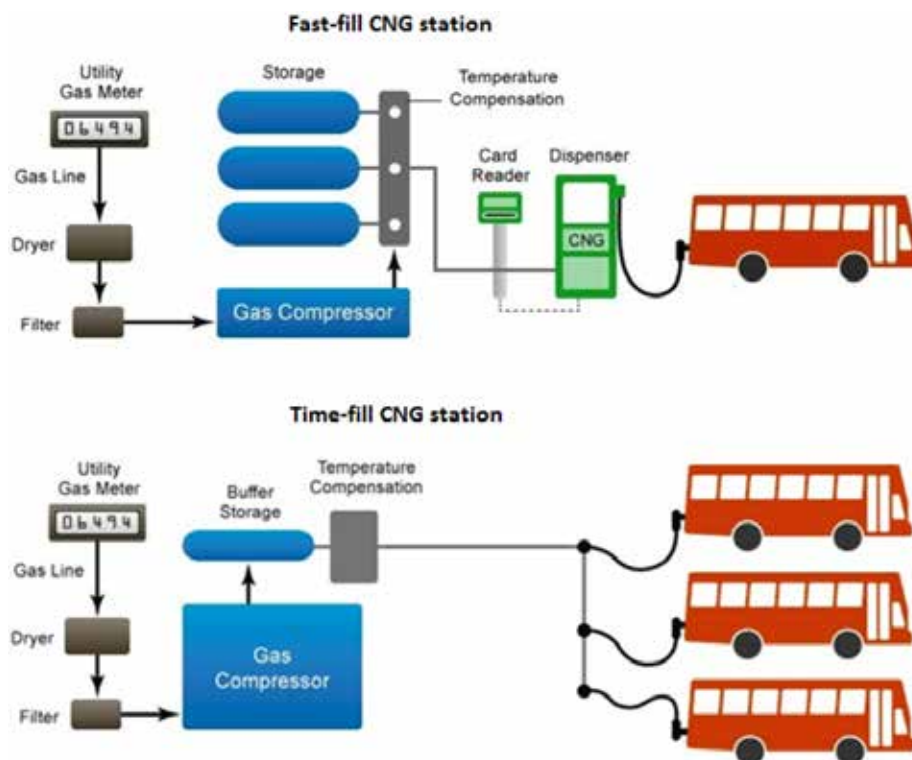 Fast-fill CNG station
Utility
Gas Meter
06494
Gas Line
Dryer
Filter
Storage
Temperature
Compensation
Gas Compressor
Card
Reader
Dispenser
CNG
Time-fill CNG station
Utility
Gas Meter
06494
Gas Line
Dryer
Filter
Buffer
Storage
Temperature
Compensation
Gas
Compressor